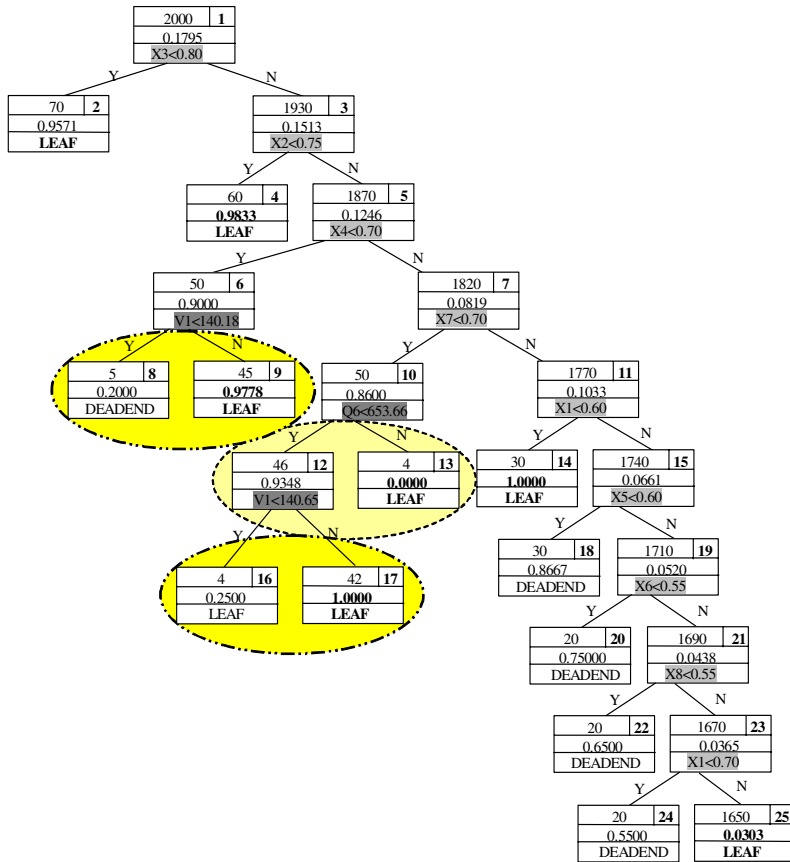 2000 1
0.1795
X3<0.80
Y N
70 2
0.9571
LEAF
1930 3
0.1513
X2<0.75
Y N
60 4
0.9833
LEAF
1870 5
0.1246
X4<0.70
Y N
50 6
0.9000
V1<140.18
1820 7
0.0819
X7<0.70
Y N
Y N
5 8
0.2000
DEADEND
45 9
0.9778
LEAF
50 10
0.8600
Q6<653.66
1770 11
0.1033
X1<0.60
Y N
Y N
46 12
0.9348
V1<140.65
4 13
0.0000
LEAF
30 14
1.0000
LEAF
1740 15
0.0661
X5<0.60
Y N
Y N
4 16
0.2500
LEAF
42 17
1.0000
LEAF
30 18
0.8667
DEADEND
1710 19
0.0520
X6<0.55
Y N
20 20
0.75000
DEADEND
1690 21
0.0438
X8<0.55
Y N
20 22
0.6500
DEADEND
1670 23
0.0365
X1<0.70
Y N
20 24
0.5500
DEADEND
1650 25
0.0303
LEAF